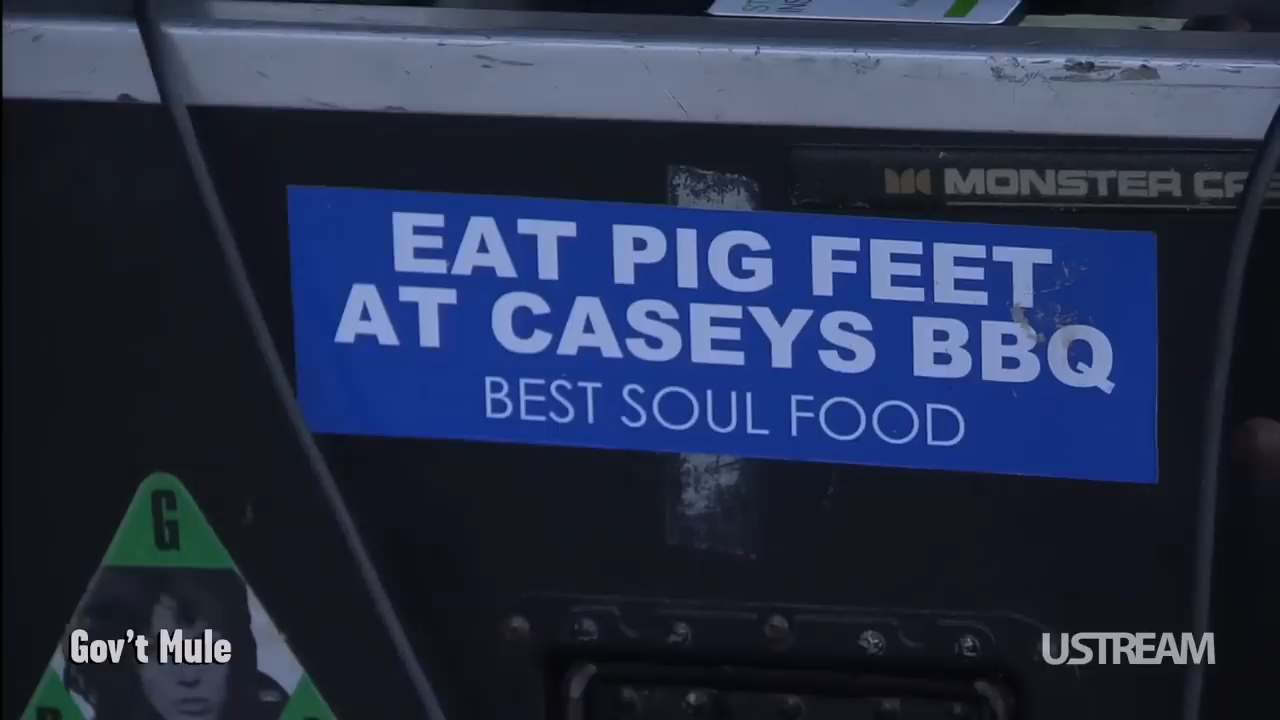 MONSTER
EAT PIG FEET
AT CASEYS BBQ
BEST SOUL FOOD
G
Gov't Mule
USTREAM